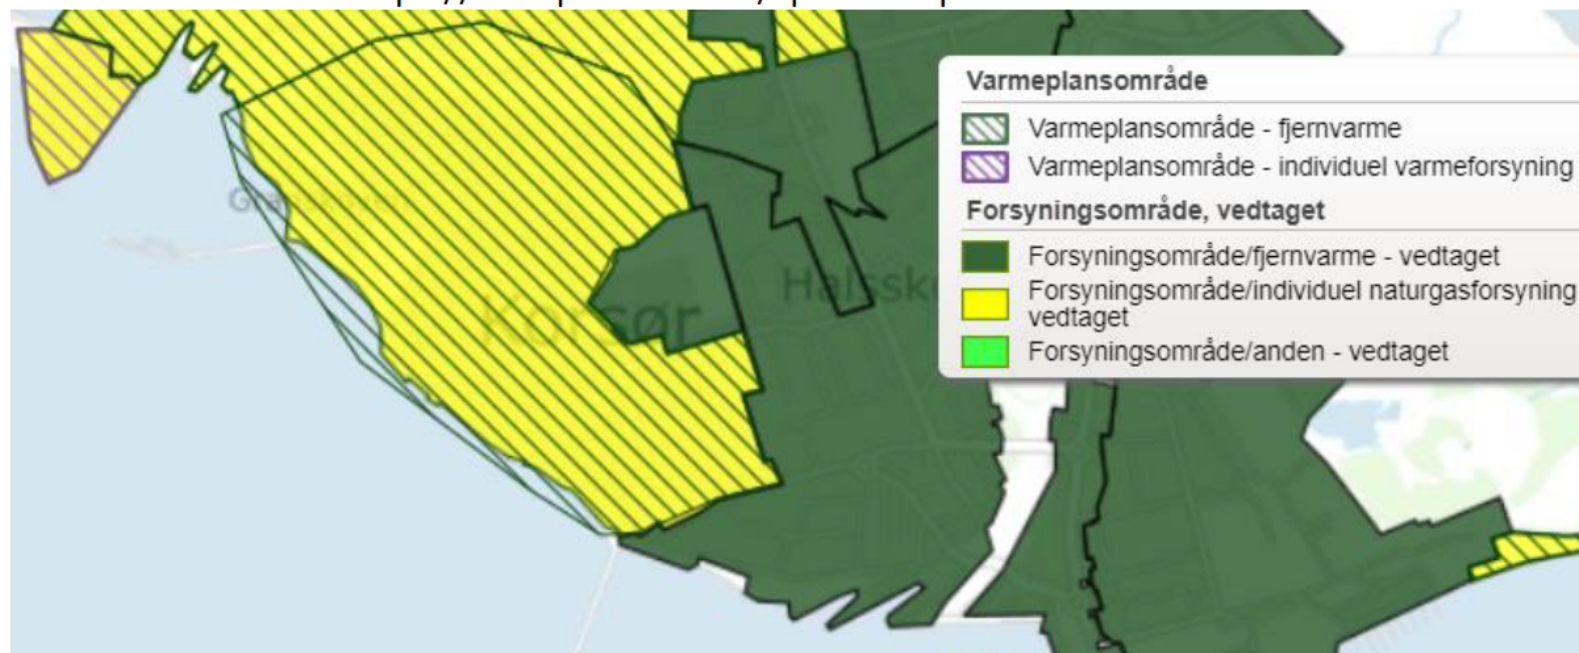 Varmeplansområde
Varmeplansområde - fjernvarme
Varmeplansområde - individuel varmeforsyning
Forsyningsområde, vedtaget
Forsyningsområde/fjernvarme - vedtaget
Forsyningsområde/individuel naturgasforsyning
vedtaget
Forsyningsområde/anden - vedtaget
Korsør